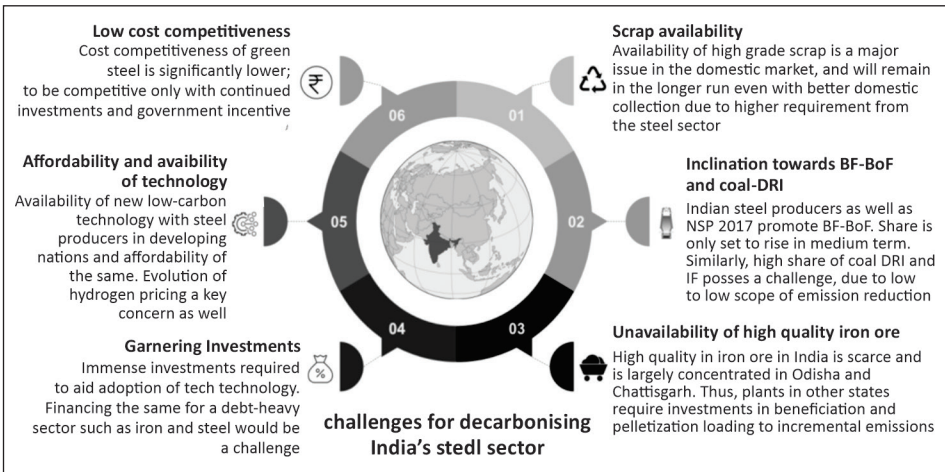 Low cost competitiveness
Cost competitiveness of green
steel is significantly lower;
to be competitive only with continued
investments and government incentive
,
₹
06
Scrap availability
Availability of high grade scrap is a major
issue in the domestic market, and will remain
in the longer run even with better domestic
collection due to higher requirement from
the steel sector
01
Affordability and avaibility
of technology
Availability of new low-carbon
technology with steel
producers in developing
nations and affordability of
the same. Evolution of
hydrogen pricing a key
concern as well
05
Inclination towards BF-BoF
and coal-DRI
Indian steel producers as well as
NSP 2017 promote BF-BoF. Share is
only set to rise in medium term.
Similarly, high share of coal DRI and
IF posses a challenge, due to low
to low scope of emission reduction
02
Garnering Investments
Immense investments required
to aid adoption of tech technology.
Financing the same for a debt-heavy
sector such as iron and steel would be
a challenge
%
04
Unavailability of high quality iron ore
High quality in iron ore in India is scarce and
is largely concentrated in Odisha and
Chattisgarh. Thus, plants in other states
require investments in beneficiation and
pelletization loading to incremental emissions
03
challenges for decarbonising
India's stedl sector